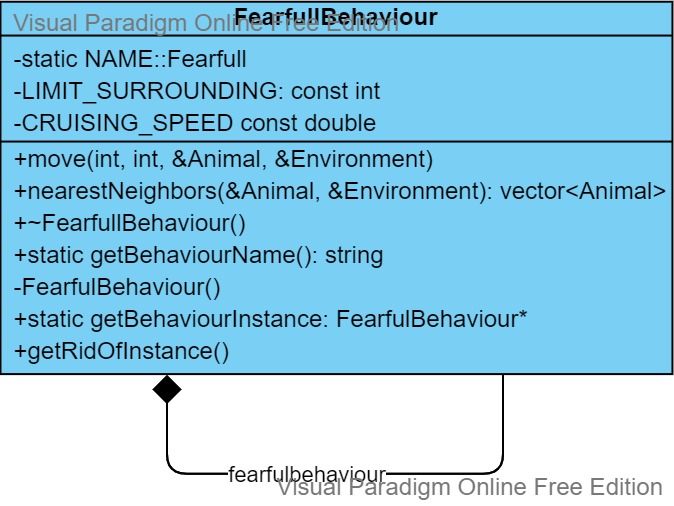 Visual Paradigm Online Free Edition
FearfullBehaviour
-static NAME::Fearfull
-LIMIT_SURROUNDING: const int
-CRUISING_SPEED const double
+move(int, int, &Animal, &Environment)
+nearestNeighbors(&Animal, &Environment): vector<Animal>
+~FearfullBehaviour()
+static getBehaviourName(): string
-FearfulBehaviour()
+static getBehaviourInstance: FearfulBehaviour*
+getRidOfInstance()
fearfulbehaviour
Visual Paradigm Online Free Edition